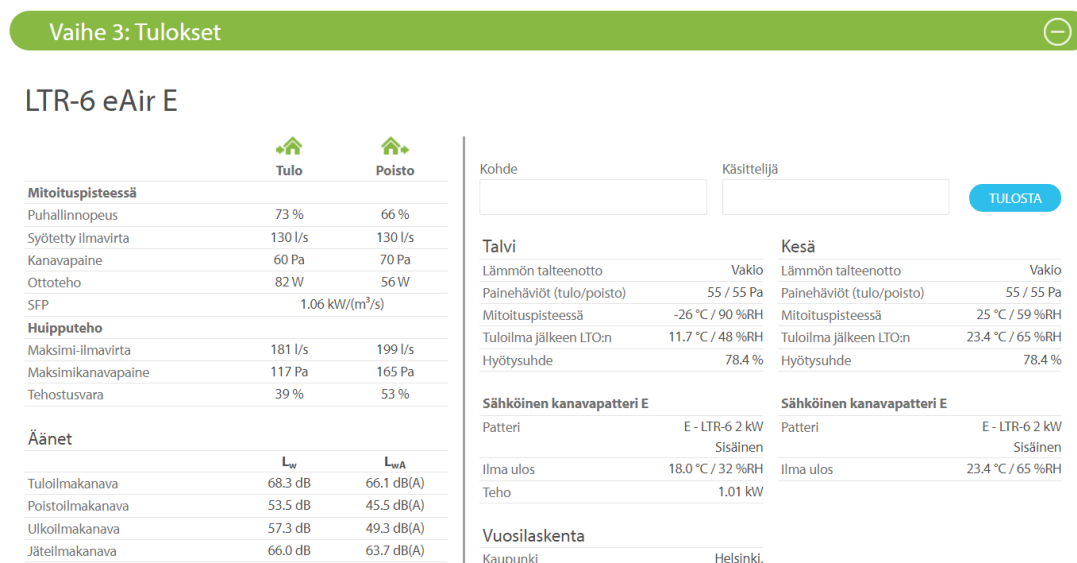 Vaihe 3: Tulokset
LTR-6 eAir E
Tulo Poisto
Mitoituspisteessä
Puhallinnopeus 73 % 66 %
Syötetty ilmavirta 130 l/s 130 l/s
Kanavapaine 60 Pa 70 Pa
Ottoteho 82 W 56 W
SFP 1.06 kW/(m³/s)
Huipputeho
Maksimi-ilmavirta 181 l/s 199 l/s
Maksimikanavapaine 117 Pa 165 Pa
Tehostusvara 39 % 53 %
Äänet
Lw LwA
Tuloilmakanava 68.3 dB 66.1 dB(A)
Poistoilmakanava 53.5 dB 45.5 dB(A)
Ulkoilmakanava 57.3 dB 49.3 dB(A)
Jäteilmakanava 66.0 dB 63.7 dB(A)
Kohde Käsittelijä
TULOSTA
Talvi
Lämmön talteenotto Vakio
Painehäviöt (tulo/poisto) 55 / 55 Pa
Mitoituspisteessä -26 °C / 90 %RH
Tuloilma jälkeen LTO:n 11.7 °C / 48 %RH
Hyötysuhde 78.4 %
Sähköinen kanavapatteri E
Patteri E - LTR-6 2 kW
Sisäinen
Ilma ulos 18.0 °C / 32 %RH
Teho 1.01 kW
Vuosilaskenta
Kaupunki Helsinki,
Kesä
Lämmön talteenotto Vakio
Painehäviöt (tulo/poisto) 55 / 55 Pa
Mitoituspisteessä 25 °C / 59 %RH
Tuloilma jälkeen LTO:n 23.4 °C / 65 %RH
Hyötysuhde 78.4 %
Sähköinen kanavapatteri E
Patteri E - LTR-6 2 kW
Sisäinen
Ilma ulos 23.4 °C / 65 %RH